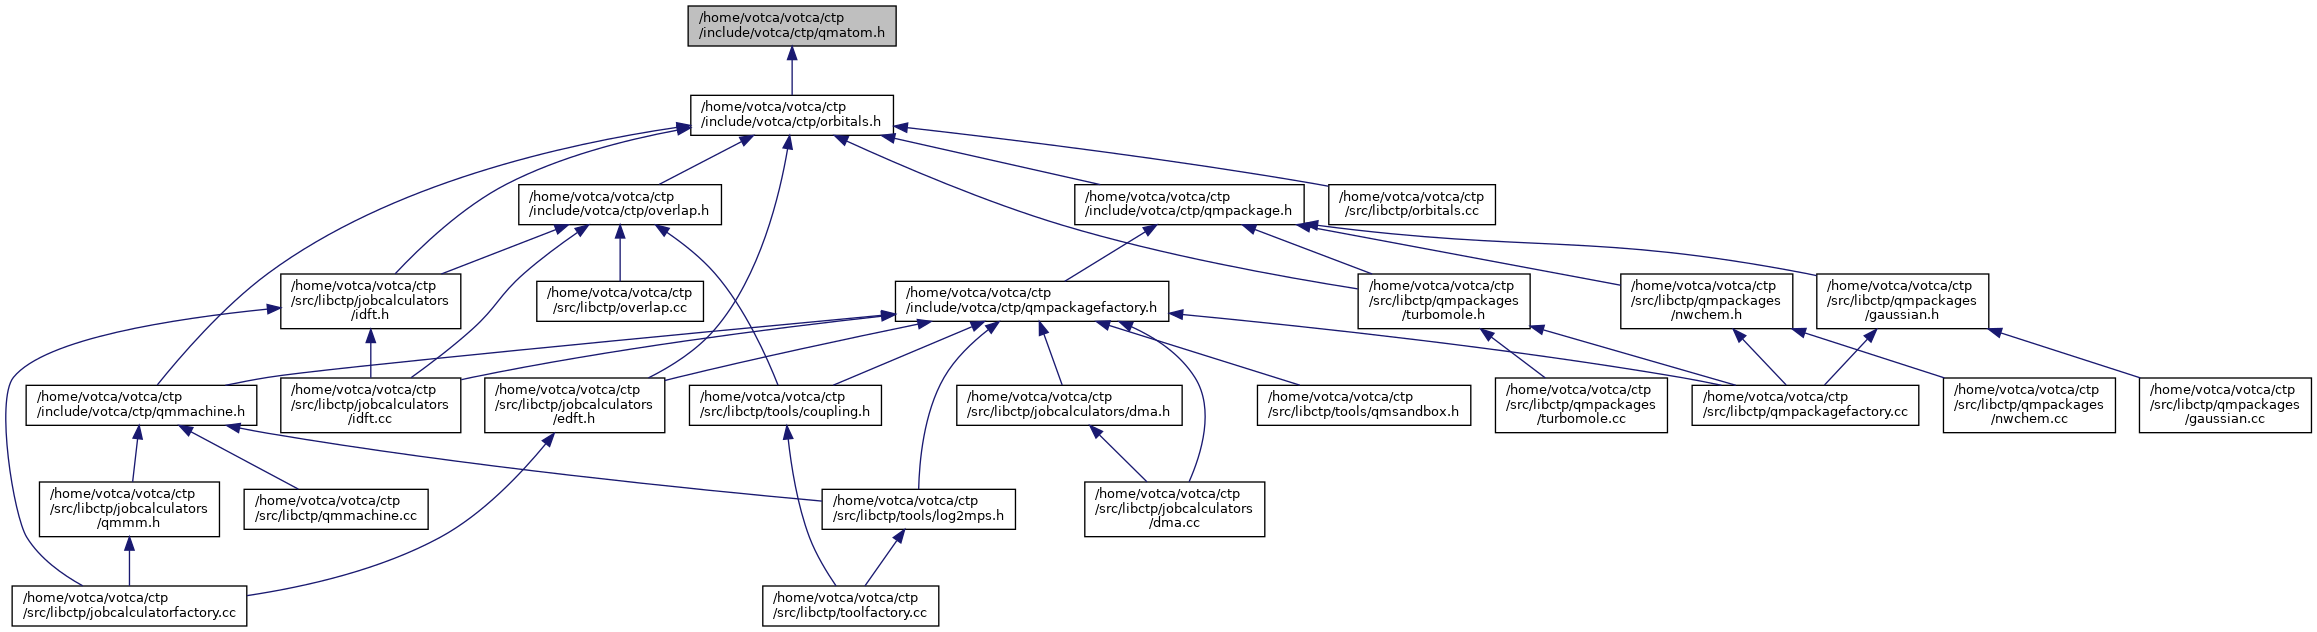 /home/votca/votca/ctp
/include/votca/ctp/qmatom.h
/home/votca/votca/ctp
/include/votca/ctp/orbitals.h
/home/votca/votca/ctp
/include/votca/ctp/overlap.h
/home/votca/votca/ctp
/include/votca/ctp/qmpackage.h
/home/votca/votca/ctp
/src/libctp/orbitals.cc
/home/votca/votca/ctp
/src/libctp/jobcalculators
/idft.h
/home/votca/votca/ctp
/src/libctp/overlap.cc
/home/votca/votca/ctp
/include/votca/ctp/qmpackagefactory.h
/home/votca/votca/ctp
/src/libctp/qmpackages
/turbomole.h
/home/votca/votca/ctp
/src/libctp/qmpackages
/nwchem.h
/home/votca/votca/ctp
/src/libctp/qmpackages
/gaussian.h
/home/votca/votca/ctp
/include/votca/ctp/qmmachine.h
/home/votca/votca/ctp
/src/libctp/jobcalculators
/idft.cc
/home/votca/votca/ctp
/src/libctp/jobcalculators
/edft.h
/home/votca/votca/ctp
/src/libctp/tools/coupling.h
/home/votca/votca/ctp
/src/libctp/jobcalculators/dma.h
/home/votca/votca/ctp
/src/libctp/tools/qmsandbox.h
/home/votca/votca/ctp
/src/libctp/qmpackages
/turbomole.cc
/home/votca/votca/ctp
/src/libctp/qmpackagefactory.cc
/home/votca/votca/ctp
/src/libctp/qmpackages
/nwchem.cc
/home/votca/votca/ctp
/src/libctp/qmpackages
/gaussian.cc
/home/votca/votca/ctp
/src/libctp/jobcalculators
/qmmm.h
/home/votca/votca/ctp
/src/libctp/qmmachine.cc
/home/votca/votca/ctp
/src/libctp/tools/log2mps.h
/home/votca/votca/ctp
/src/libctp/jobcalculators
/dma.cc
/home/votca/votca/ctp
/src/libctp/jobcalculatorfactory.cc
/home/votca/votca/ctp
/src/libctp/toolfactory.cc